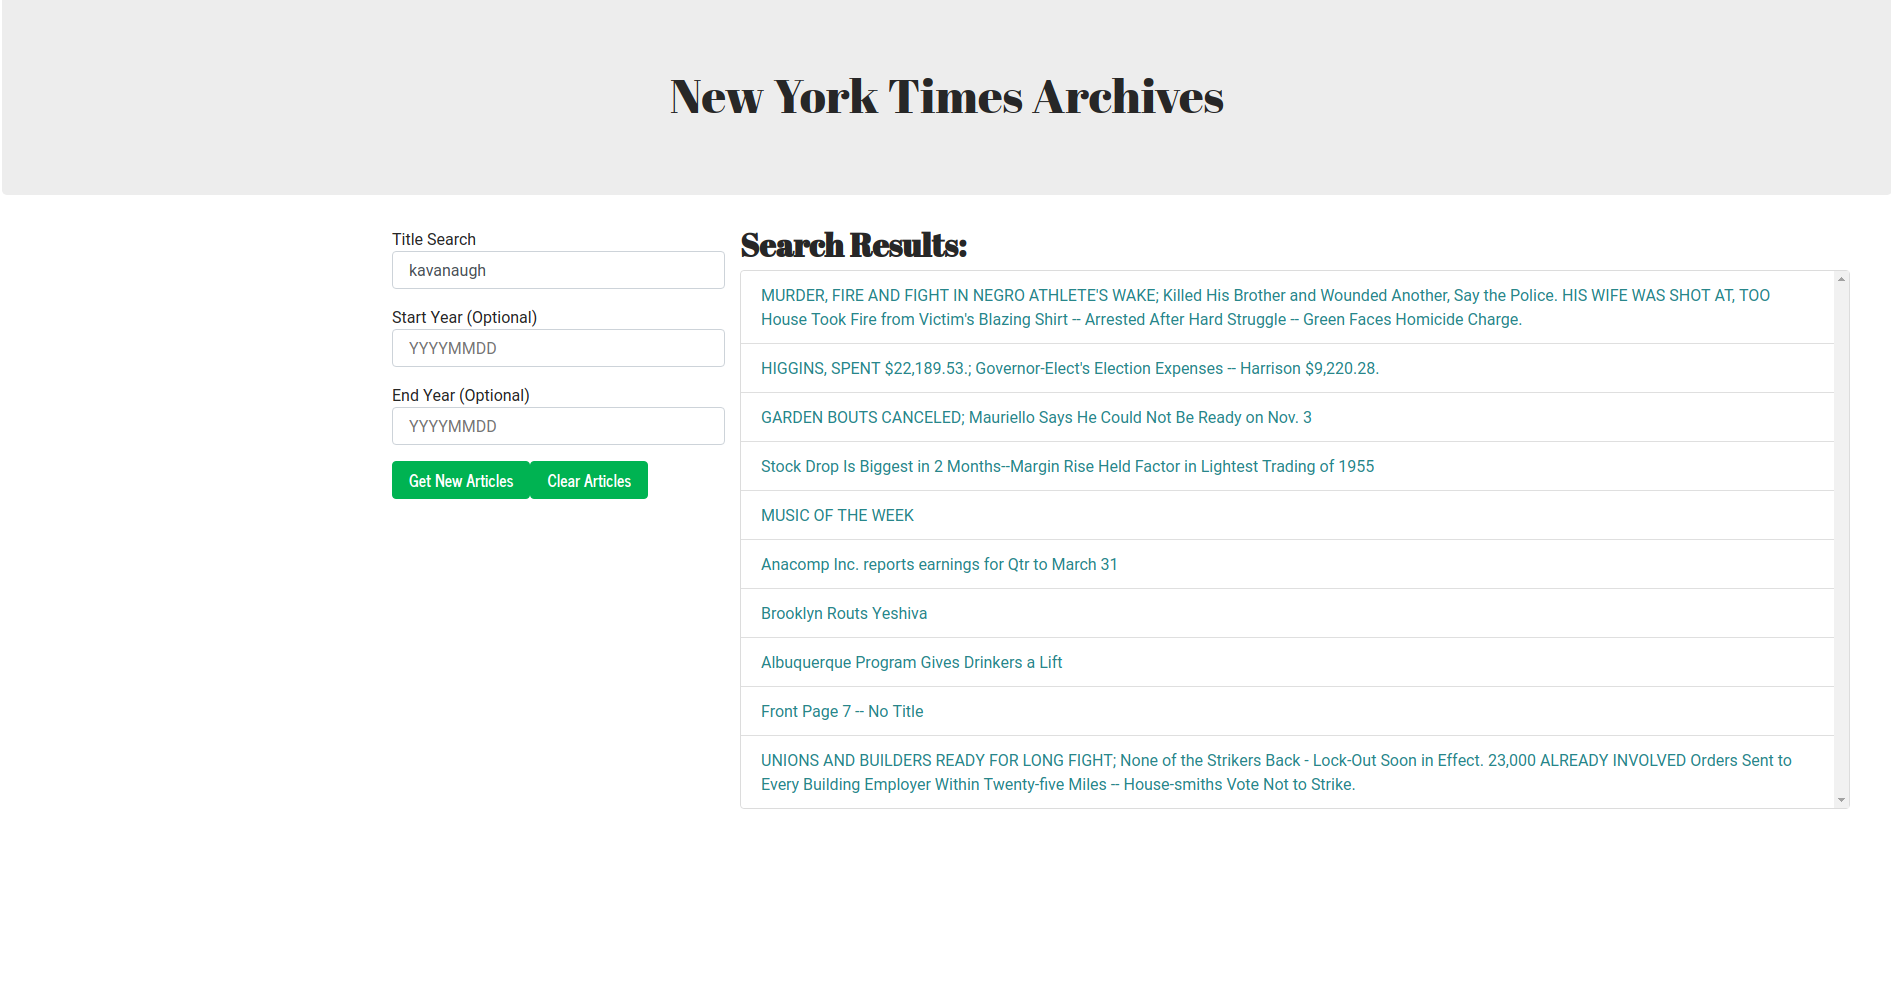 New York Times Archives
Title Search
kavanaugh
Start Year (Optional)
YYYYMMDD
End Year (Optional)
YYYYMMDD
Get New Articles
Clear Articles
Search Results:
MURDER, FIRE AND FIGHT IN NEGRO ATHLETE'S WAKE; Killed His Brother and Wounded Another, Say the Police. HIS WIFE WAS SHOT AT, TOO
House Took Fire from Victim's Blazing Shirt -- Arrested After Hard Struggle -- Green Faces Homicide Charge.
HIGGINS, SPENT $22,189.53.; Governor-Elect's Election Expenses -- Harrison $9,220.28.
GARDEN BOUTS CANCELED; Mauriello Says He Could Not Be Ready on Nov. 3
Stock Drop Is Biggest in 2 Months--Margin Rise Held Factor in Lightest Trading of 1955
MUSIC OF THE WEEK
Anacomp Inc. reports earnings for Qtr to March 31
Brooklyn Routs Yeshiva
Albuquerque Program Gives Drinkers a Lift
Front Page 7 -- No Title
UNIONS AND BUILDERS READY FOR LONG FIGHT; None of the Strikers Back - Lock-Out Soon in Effect. 23,000 ALREADY INVOLVED Orders Sent to
Every Building Employer Within Twenty-five Miles -- House-smiths Vote Not to Strike.